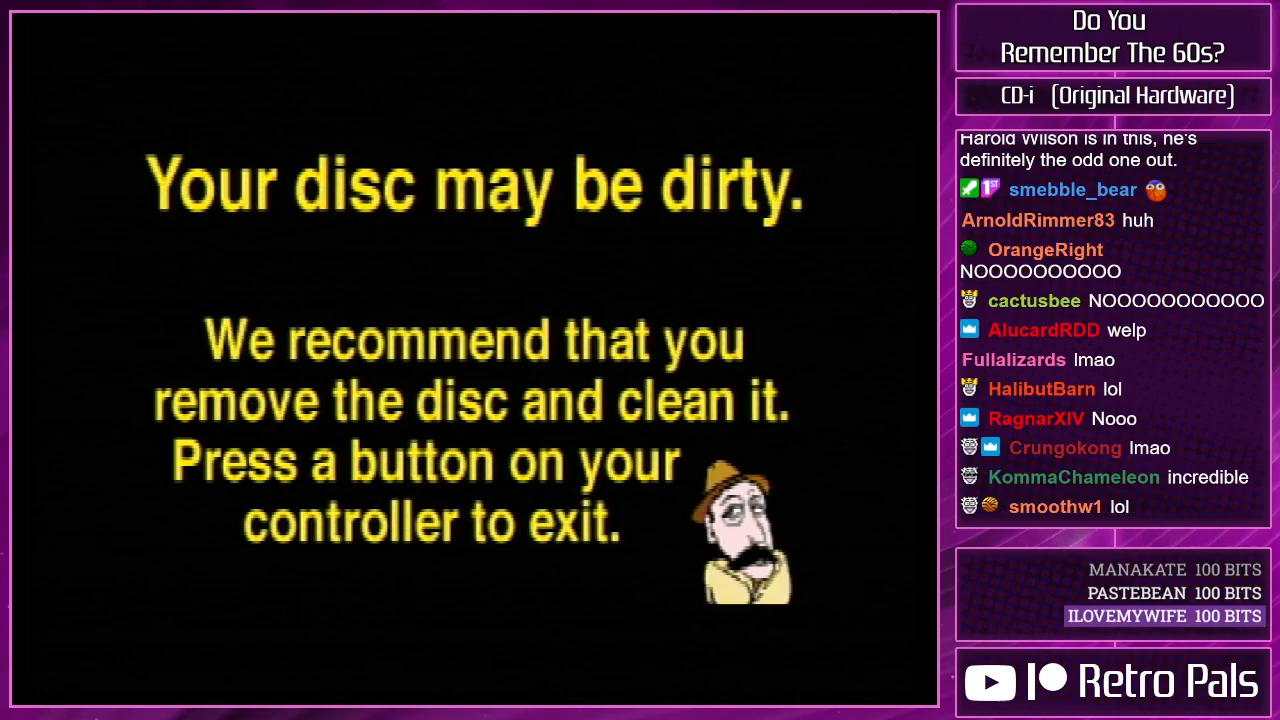 Your disc may be dirty.
We recommend that you
remove the disc and clean it.
Press a button on your
controller to exit.
Do You
Remember The 60s?
CD-i (Original Hardware)
Harold Wilson is in this, he's
definitely the odd one out.
1ST smebble_bear
ArnoldRimmer83 huh
OrangeRight
NOOOOOOOOOO
cactusbee NOOOOOOOOOOO
AlucardRDD welp
Fullalizards lmao
HalibutBarn lol
RagnarXIV Nooo
Crungokong lmao
KommaChameleon incredible
smoothw1 lol
MANAKATE 100 BITS
PASTEBEAN 100 BITS
ILOVEMYWIFE 100 BITS
Retro Pals